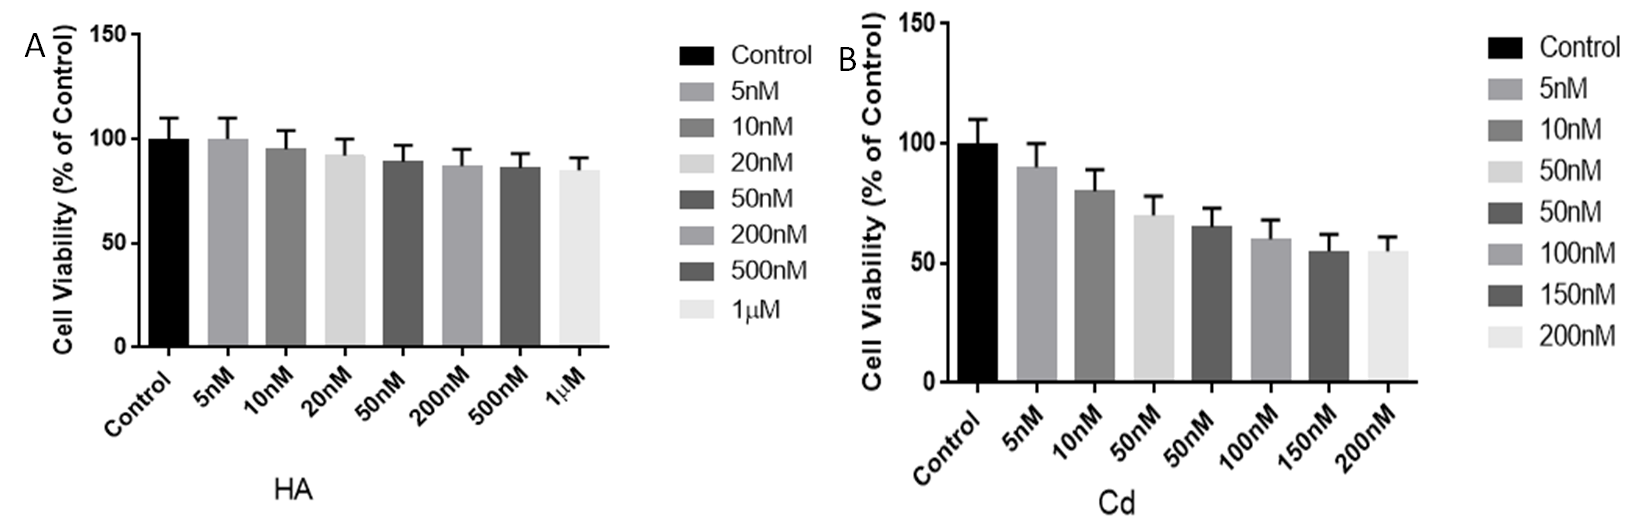 A
Cell Viability (% of Control)
150
100
50
0
Control
5nM
10nM
20nM
50nM
200nM
500nM
1μM
HA
Control
5nM
10nM
20nM
50nM
200nM
500nM
1μM
B
Cell Viability (% of Control)
150
100
50
0
Control
5nM
10nM
50nM
50nM
100nM
150nM
200nM
Cd
Control
5nM
10nM
50nM
50nM
100nM
150nM
200nM